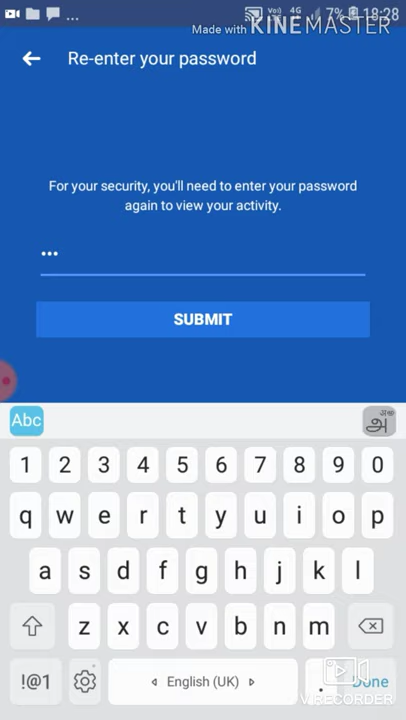 ... Vo)) 4G 7% 18:28
Made with KINEMASTER
Re-enter your password
For your security, you'll need to enter your password
again to view your activity.
•••
SUBMIT
Abc அ
1 2 3 4 5 6 7 8 9 0
q w e r t y u i o p
a s d f g h j k l
z x c v b n m
!@1 English (UK) . Done
V RECORDER